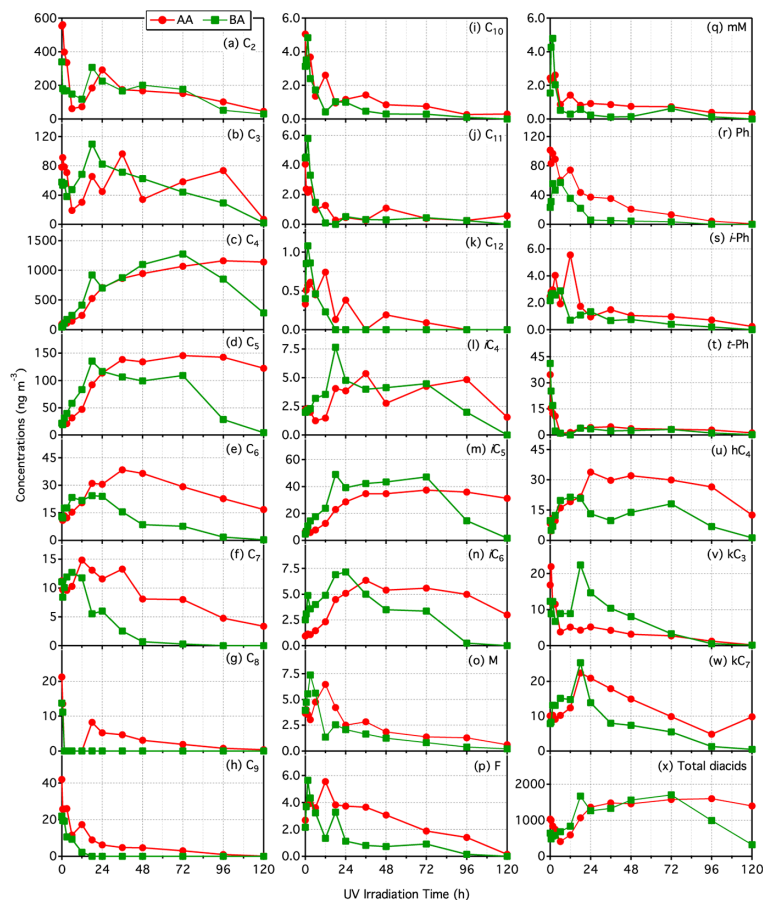 AA BA
600
400
200
0
(a) C2
120
80
40
0
(b) C3
1500
1000
500
0
(c) C4
150
100
50
0
(d) C5
45
30
15
0
(e) C6
15
10
5
0
(f) C7
20
10
0
(g) C8
40
20
0
(h) C9
0 24 48 72 96 120
Concentrations (ng m-3)
6.0
4.0
2.0
0.0
(i) C10
6.0
4.0
2.0
0.0
(j) C11
1.2
0.6
0.0
(k) C12
7.5
5.0
2.5
0.0
(l) iC4
60
40
20
0
(m) iC5
7.5
5.0
2.5
0.0
(n) iC6
7.5
5.0
2.5
0.0
(o) M
6.0
4.0
2.0
0.0
(p) F
0 24 48 72 96 120
UV Irradiation Time (h)
6.0
4.0
2.0
0.0
(q) mM
120
80
40
0
(r) Ph
6.0
4.0
2.0
0.0
(s) i-Ph
45
30
15
0
(t) t-Ph
40
20
0
(u) hC4
20
10
0
(v) kC3
20
10
0
(w) kC7
2000
1000
0
(x) Total diacids
0 24 48 72 96 120